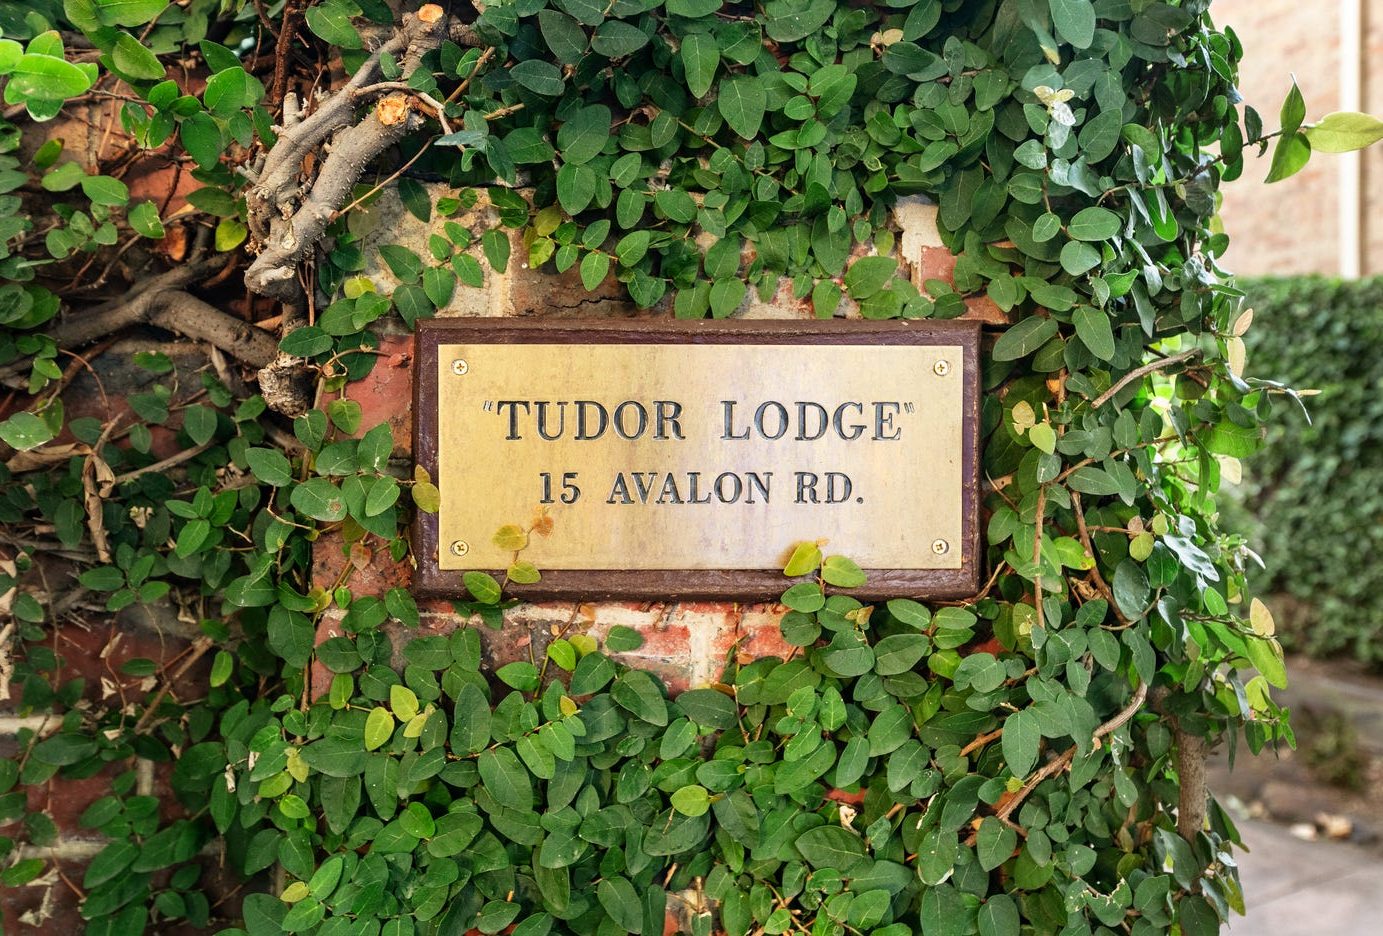 "TUDOR LODGE"
15 AVALON RD.